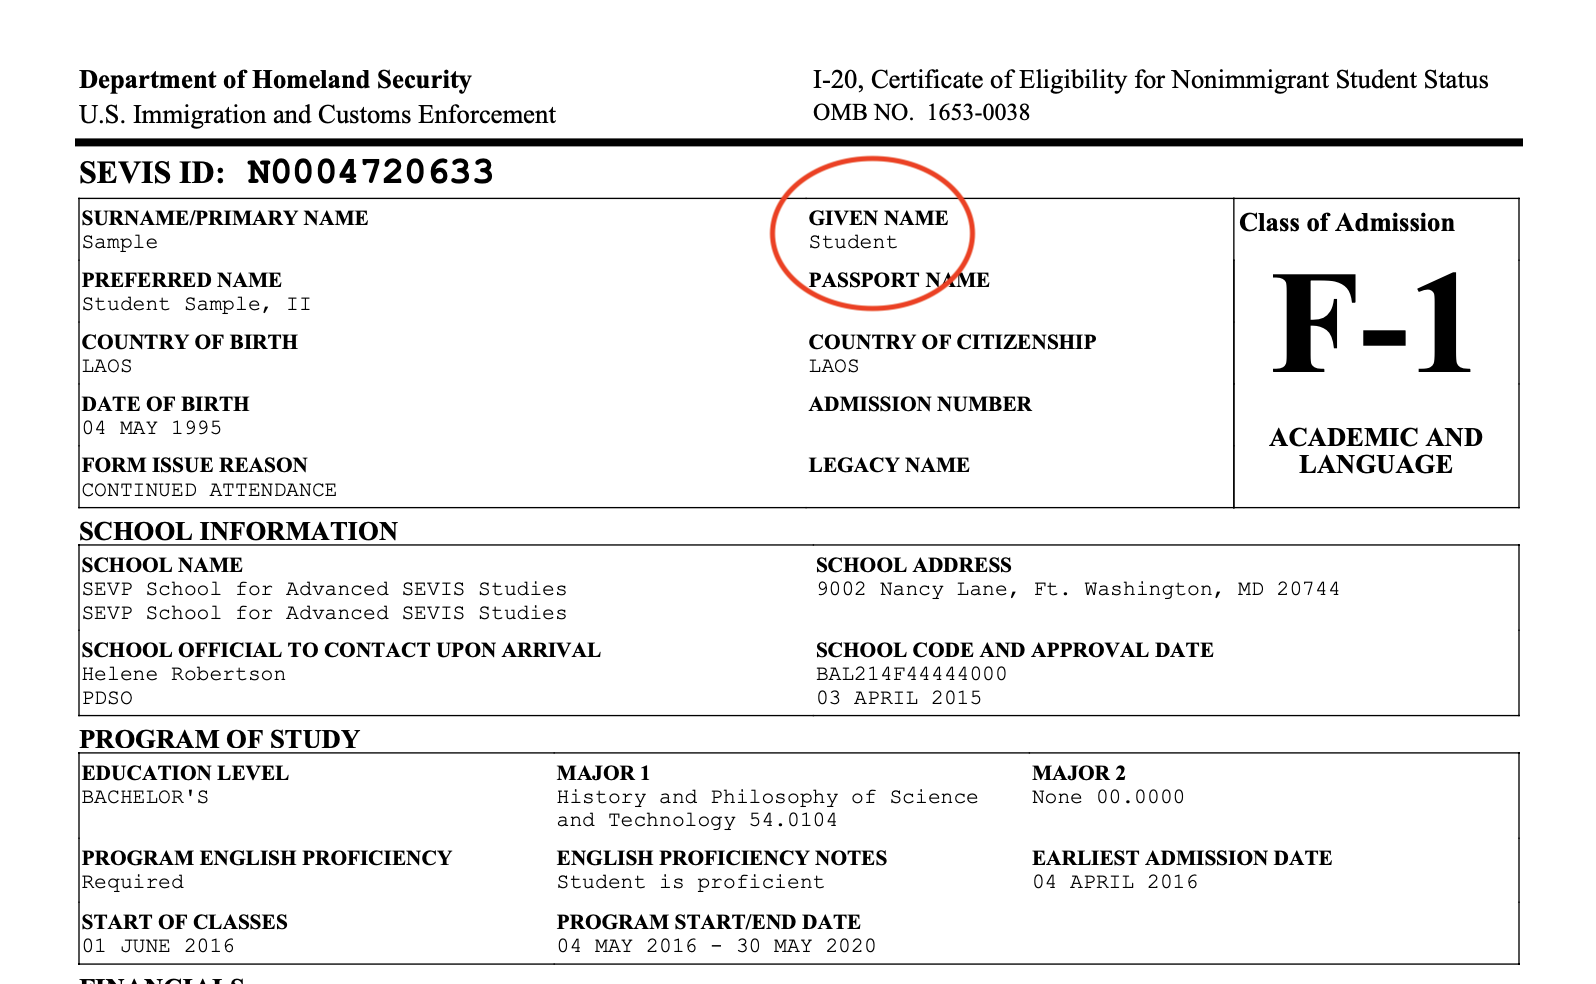 Department of Homeland Security
U.S. Immigration and Customs Enforcement
I-20, Certificate of Eligibility for Nonimmigrant Student Status
OMB NO. 1653-0038
SEVIS ID: N0004720633
SURNAME/PRIMARY NAME
Sample
GIVEN NAME
Student
PREFERRED NAME
Student Sample, II
PASSPORT NAME
COUNTRY OF BIRTH
LAOS
COUNTRY OF CITIZENSHIP
LAOS
DATE OF BIRTH
04 MAY 1995
ADMISSION NUMBER
FORM ISSUE REASON
CONTINUED ATTENDANCE
LEGACY NAME
Class of Admission
F-1
ACADEMIC AND
LANGUAGE
SCHOOL INFORMATION
SCHOOL NAME
SEVP School for Advanced SEVIS Studies
SEVP School for Advanced SEVIS Studies
SCHOOL ADDRESS
9002 Nancy Lane, Ft. Washington, MD 20744
SCHOOL OFFICIAL TO CONTACT UPON ARRIVAL
Helene Robertson
PDSO
SCHOOL CODE AND APPROVAL DATE
BAL214F44444000
03 APRIL 2015
PROGRAM OF STUDY
EDUCATION LEVEL
BACHELOR'S
MAJOR 1
History and Philosophy of Science
and Technology 54.0104
MAJOR 2
None 00.0000
PROGRAM ENGLISH PROFICIENCY
Required
ENGLISH PROFICIENCY NOTES
Student is proficient
EARLIEST ADMISSION DATE
04 APRIL 2016
START OF CLASSES
01 JUNE 2016
PROGRAM START/END DATE
04 MAY 2016 - 30 MAY 2020
FINANCIALS